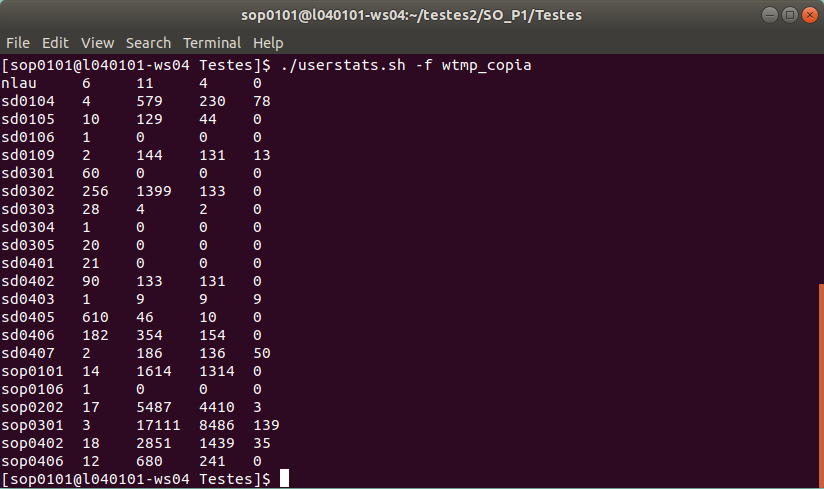 sop0101@l040101-ws04:~/testes2/SO_P1/Testes
File Edit View Search Terminal Help
[sop0101@l040101-ws04 Testes]$ ./userstats.sh -f wtmp_copia
nlau 6 11 4 0
sd0104 4 579 230 78
sd0105 10 129 44 0
sd0106 1 0 0 0
sd0109 2 144 131 13
sd0301 60 0 0 0
sd0302 256 1399 133 0
sd0303 28 4 2 0
sd0304 1 0 0 0
sd0305 20 0 0 0
sd0401 21 0 0 0
sd0402 90 133 131 0
sd0403 1 9 9 9
sd0405 610 46 10 0
sd0406 182 354 154 0
sd0407 2 186 136 50
sop0101 14 1614 1314 0
sop0106 1 0 0 0
sop0202 17 5487 4410 3
sop0301 3 17111 8486 139
sop0402 18 2851 1439 35
sop0406 12 680 241 0
[sop0101@l040101-ws04 Testes]$